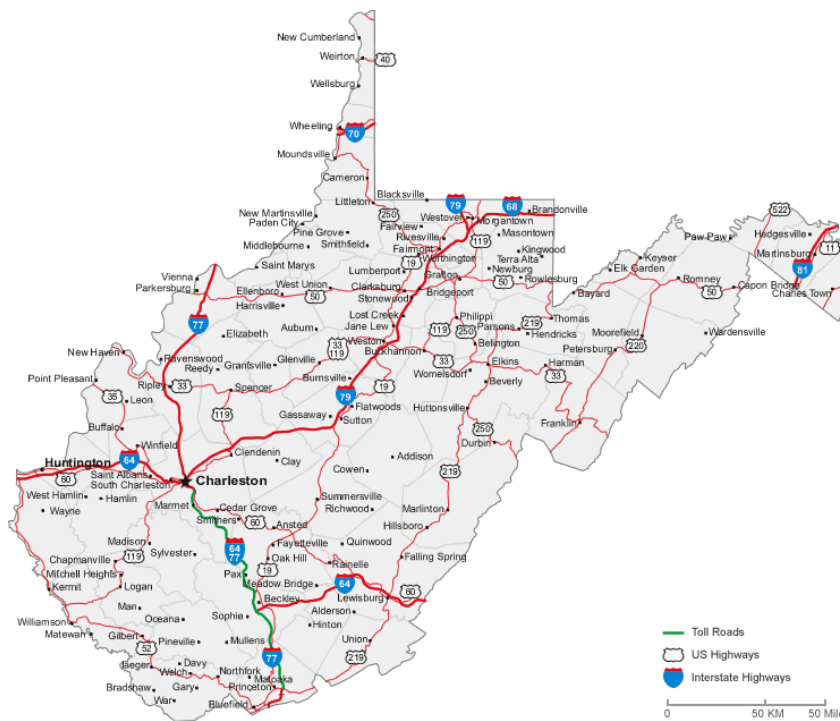 New Cumberland
Weirton
40
Wellsburg
Wheeling
70
Moundsville
Cameron
Littleton
Blacksville
79
68
Brandonville
522
New Martinsville
250
Westover
Morgantown
Paden City
Fairview
Masontown
Hedgesville
Pine Grove
Rivesville
119
Paw Paw
Middlebourne
Smithfield
Fairmont
Kingwood
Martinsburg
11
Worthington
19
Terra Alta
Keyser
Saint Marys
Lumberport
Newburg
Elk Garden
81
Vienna
Grafton
Rowlesburg
Romney
Parkersburg
Ellenboro
West Union
50
Clarksburg
Bridgeport
50
Bayard
50
Capon Bridge
Charles Town
Stonewood
Harrisville
77
Lost Creek
Philippi
Thomas
Elizabeth
Auburn
Jane Lew
119
250
Parsons
219
Hendricks
Moorefield
Wardensville
Weston
33
119
Belington
220
New Haven
Ravenswood
Buckhannon
Petersburg
Reedy
Grantsville
Glenville
33
Elkins
Harman
Point Pleasant
Ripley
33
Spencer
Burnsville
19
Womelsdorf
Beverly
33
35
Leon
79
Flatwoods
Huttonsville
119
Gassaway
Sutton
Franklin
Buffalo
250
Durbin
Winfield
Clendenin
Clay
Addison
Huntington
64
Cowen
219
60
Saint Albans
South Charleston
Charleston
West Hamlin
Hamlin
Marmet
Cedar Grove
Summersville
Richwood
Marlinton
Wayne
Smithers
60
Ansted
Hillsboro
Madison
Fayetteville
Quinwood
119
Sylvester
64
77
Oak Hill
Falling Spring
Chapmanville
19
Rainelle
Mitchell Heights
Pax
Meadow Bridge
64
Kermit
Logan
Lewisburg
60
Man
Beckley
Alderson
Williamson
Oceana
Sophie
Hinton
Matewan
Gilbert
Pineville
Mullens
Union
52
219
77
Iaeger
Davy
Welch
Northfork
Matoaka
Bradshaw
Gary
Princeton
War
Bluefield
Toll Roads
US Highways
Interstate Highways
0
50 KM
50 Mile